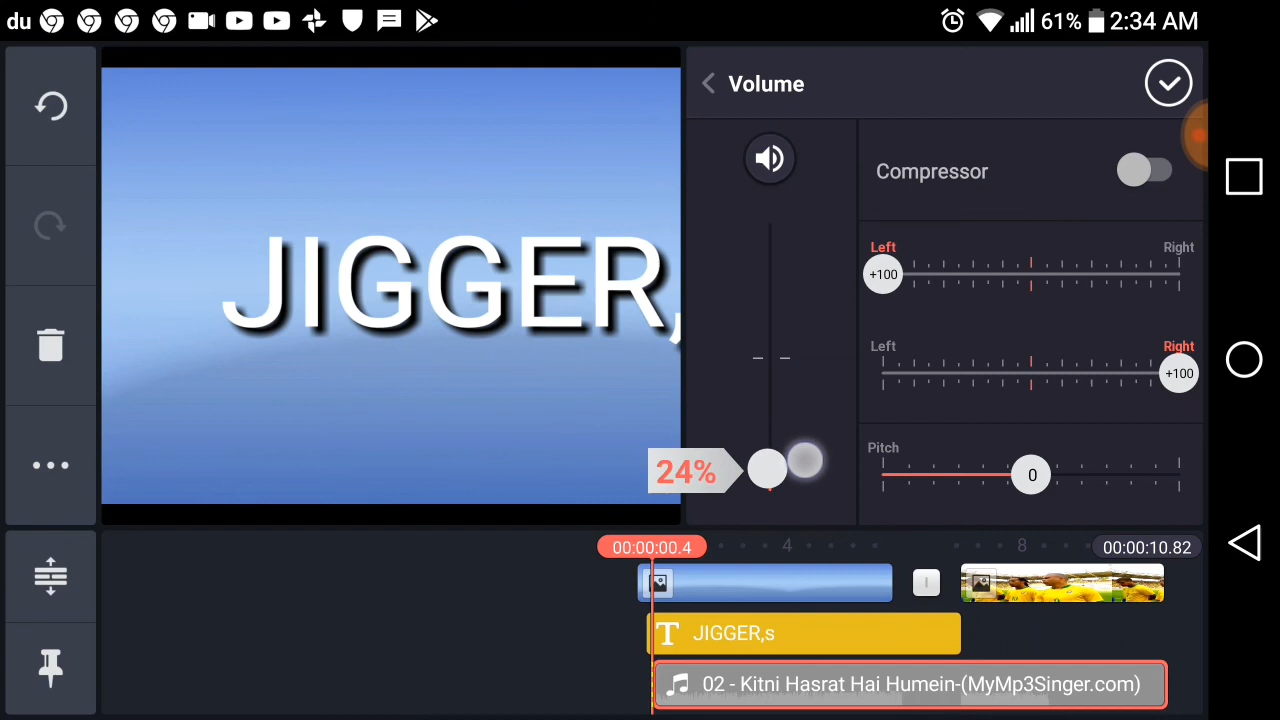 du 61% 2:34 AM
Volume
Compressor
JIGGER,
Left Right
+100
Left Right
+100
24%
Pitch
0
00:00:00.4 4 8 00:00:10.82
T JIGGER,s
02 - Kitni Hasrat Hai Humein-(MyMp3Singer.com)